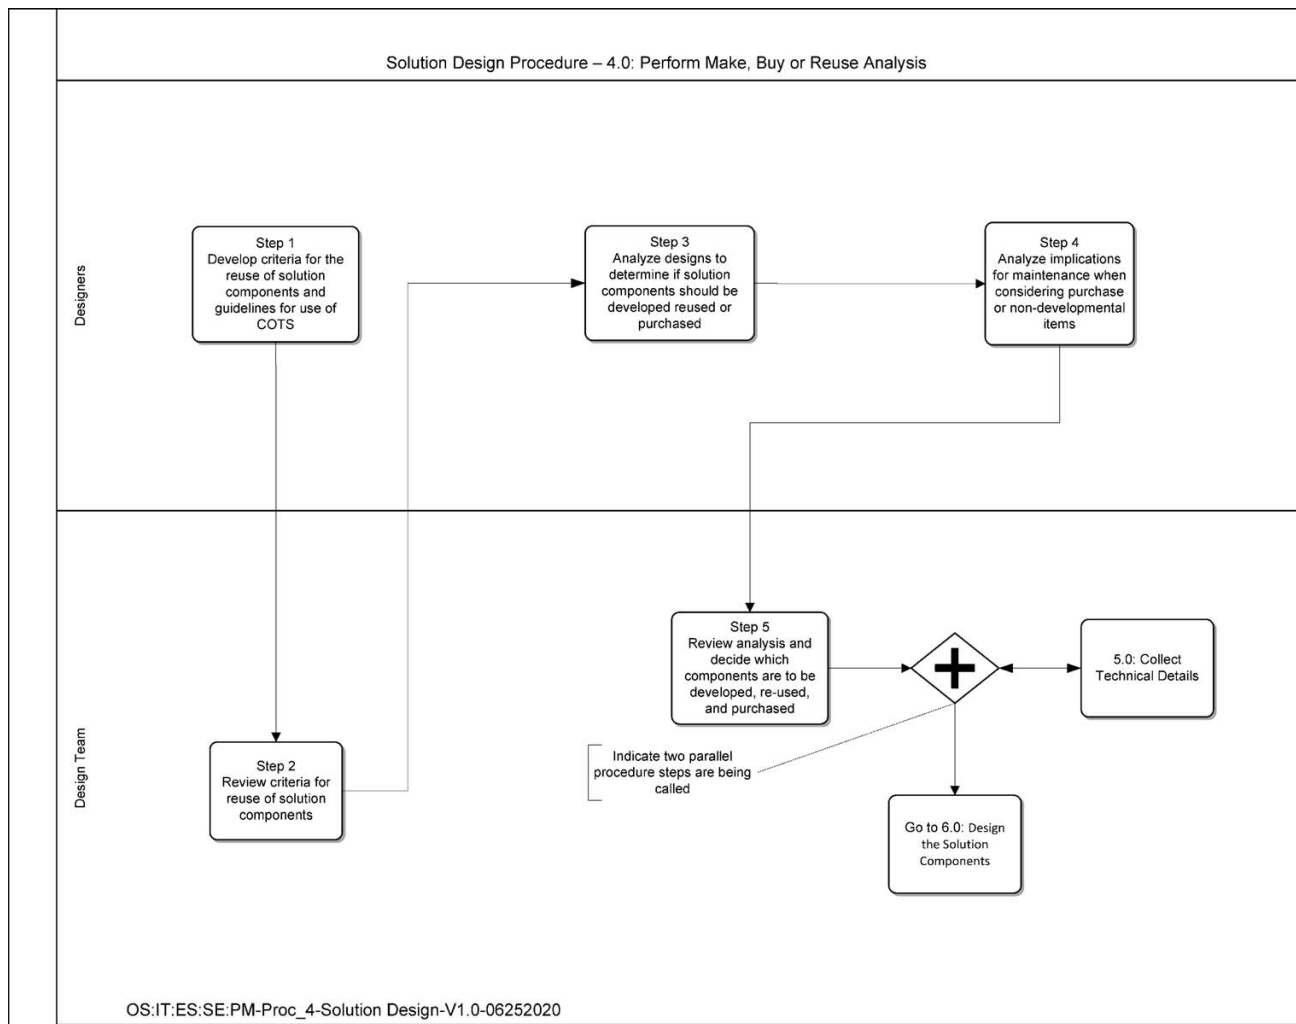 Solution Design Procedure – 4.0: Perform Make, Buy or Reuse Analysis
Designers
Step 1
Develop criteria for the
reuse of solution
components and
guidelines for use of
COTS
Step 3
Analyze designs to
determine if solution
components should be
developed reused or
purchased
Step 4
Analyze implications
for maintenance when
considering purchase
or non-developmental
items
Design Team
Step 2
Review criteria for
reuse of solution
components
Step 5
Review analysis and
decide which
components are to be
developed, re-used,
and purchased
5.0: Collect
Technical Details
Indicate two parallel
procedure steps are being
called
Go to 6.0: Design
the Solution
Components
OS:IT:ES:SE:PM-Proc_4-Solution Design-V1.0-06252020